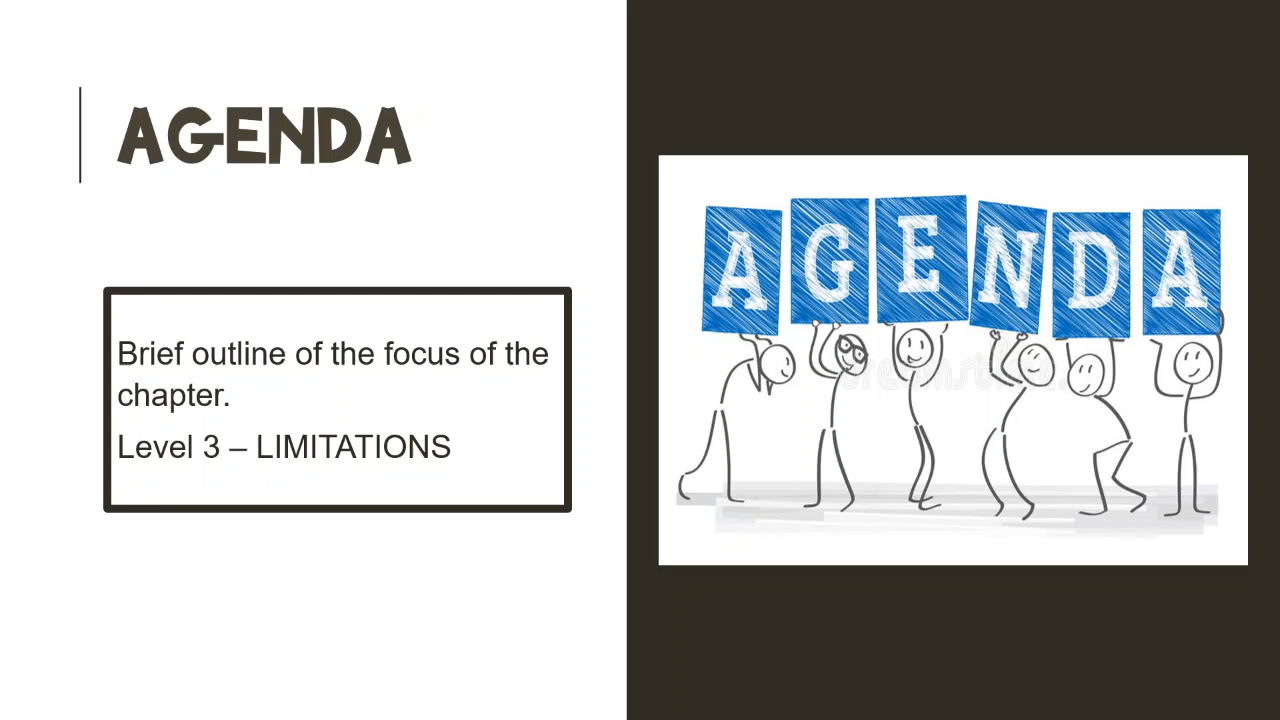 AGENDA
Brief outline of the focus of the
chapter.
Level 3 – LIMITATIONS
AGENDA